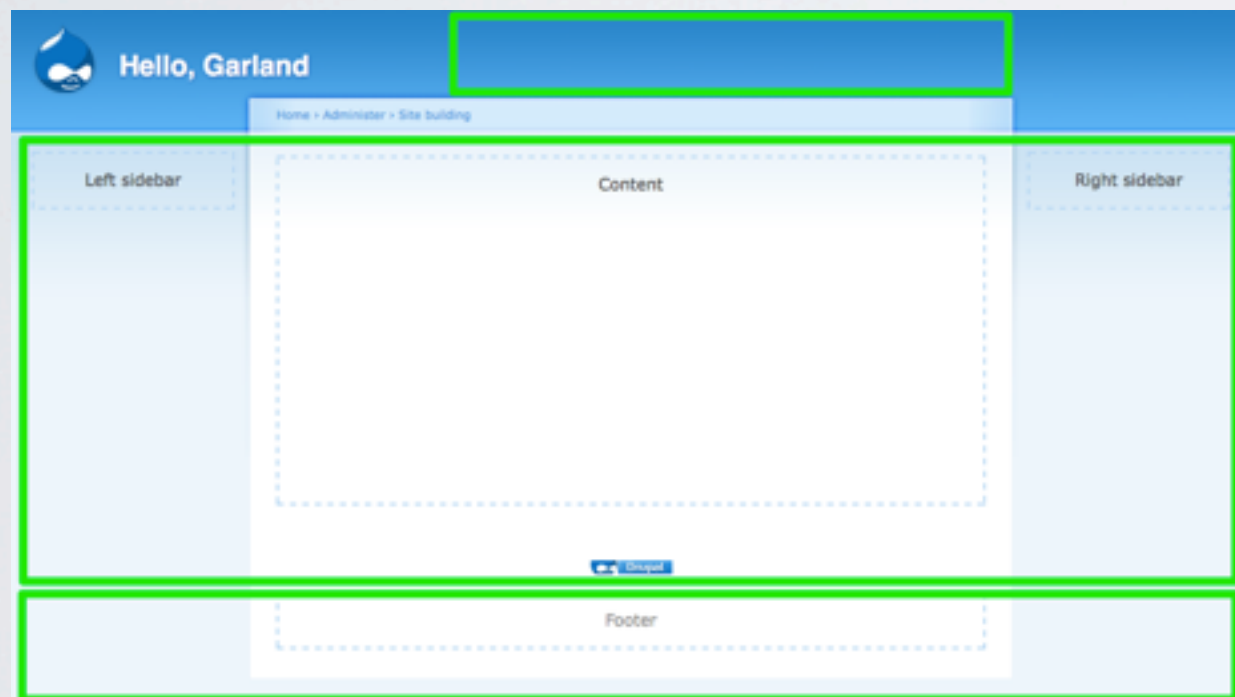 Hello, Garland
Home › Administer › Site building
Left sidebar
Content
Right sidebar
Drupal
Footer